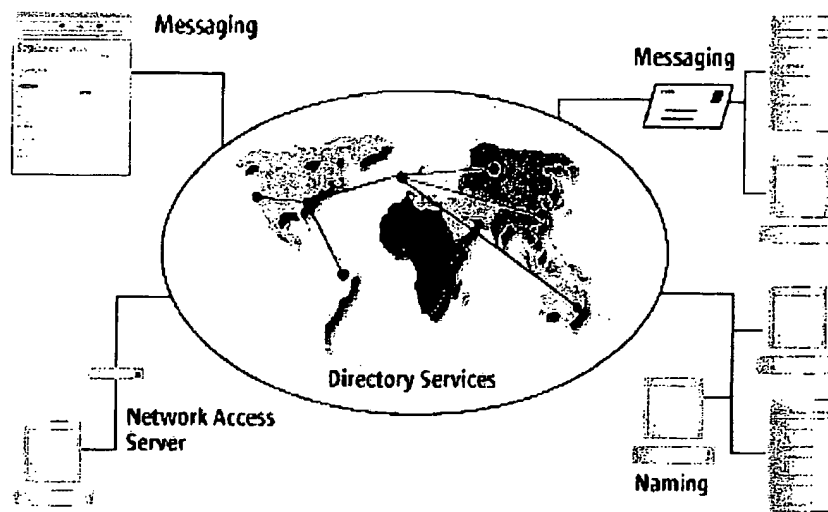 Messaging
Messaging
Directory Services
Network Access
Server
Naming